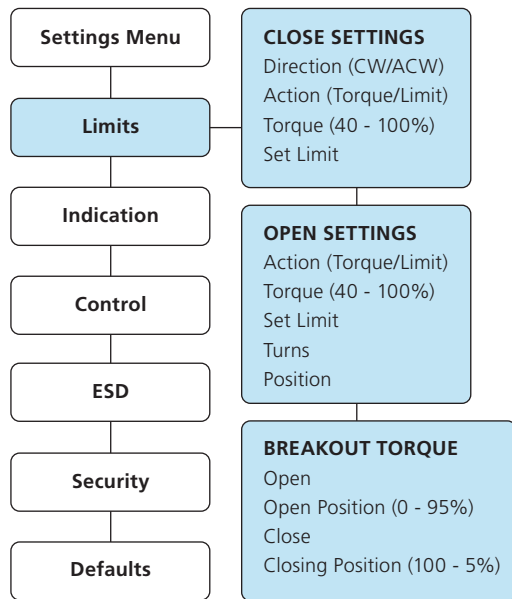 Settings Menu
Limits
Indication
Control
ESD
Security
Defaults
CLOSE SETTINGS
Direction (CW/ACW)
Action (Torque/Limit)
Torque (40 - 100%)
Set Limit
OPEN SETTINGS
Action (Torque/Limit)
Torque (40 - 100%)
Set Limit
Turns
Position
BREAKOUT TORQUE
Open
Open Position (0 - 95%)
Close
Closing Position (100 - 5%)